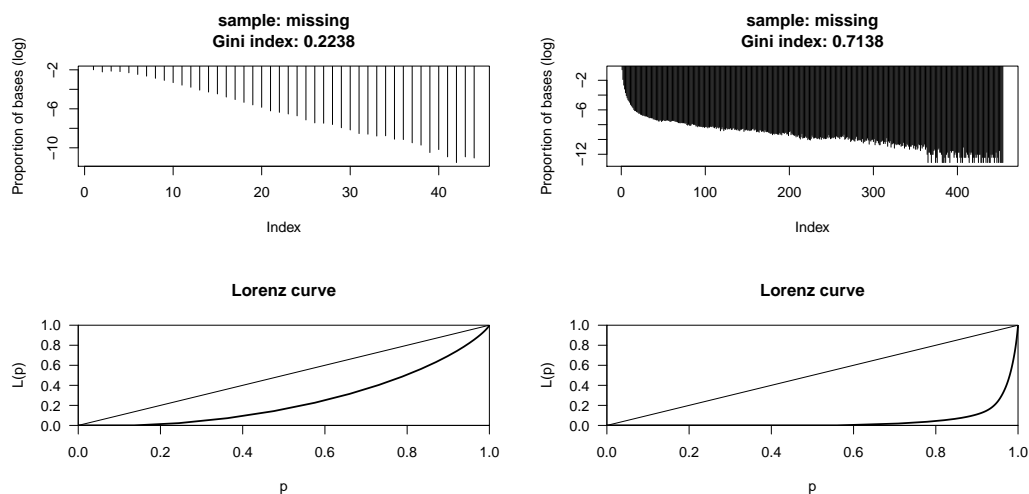 sample: missing
Gini index: 0.2238
Proportion of bases (log)
−2
−6
−10
0 10 20 30 40
Index
sample: missing
Gini index: 0.7138
Proportion of bases (log)
−2
−6
−12
0 100 200 300 400
Index
Lorenz curve
L(p)
1.0
0.8
0.6
0.4
0.2
0.0
0.0 0.2 0.4 0.6 0.8 1.0
p
Lorenz curve
L(p)
1.0
0.8
0.6
0.4
0.2
0.0
0.0 0.2 0.4 0.6 0.8 1.0
p